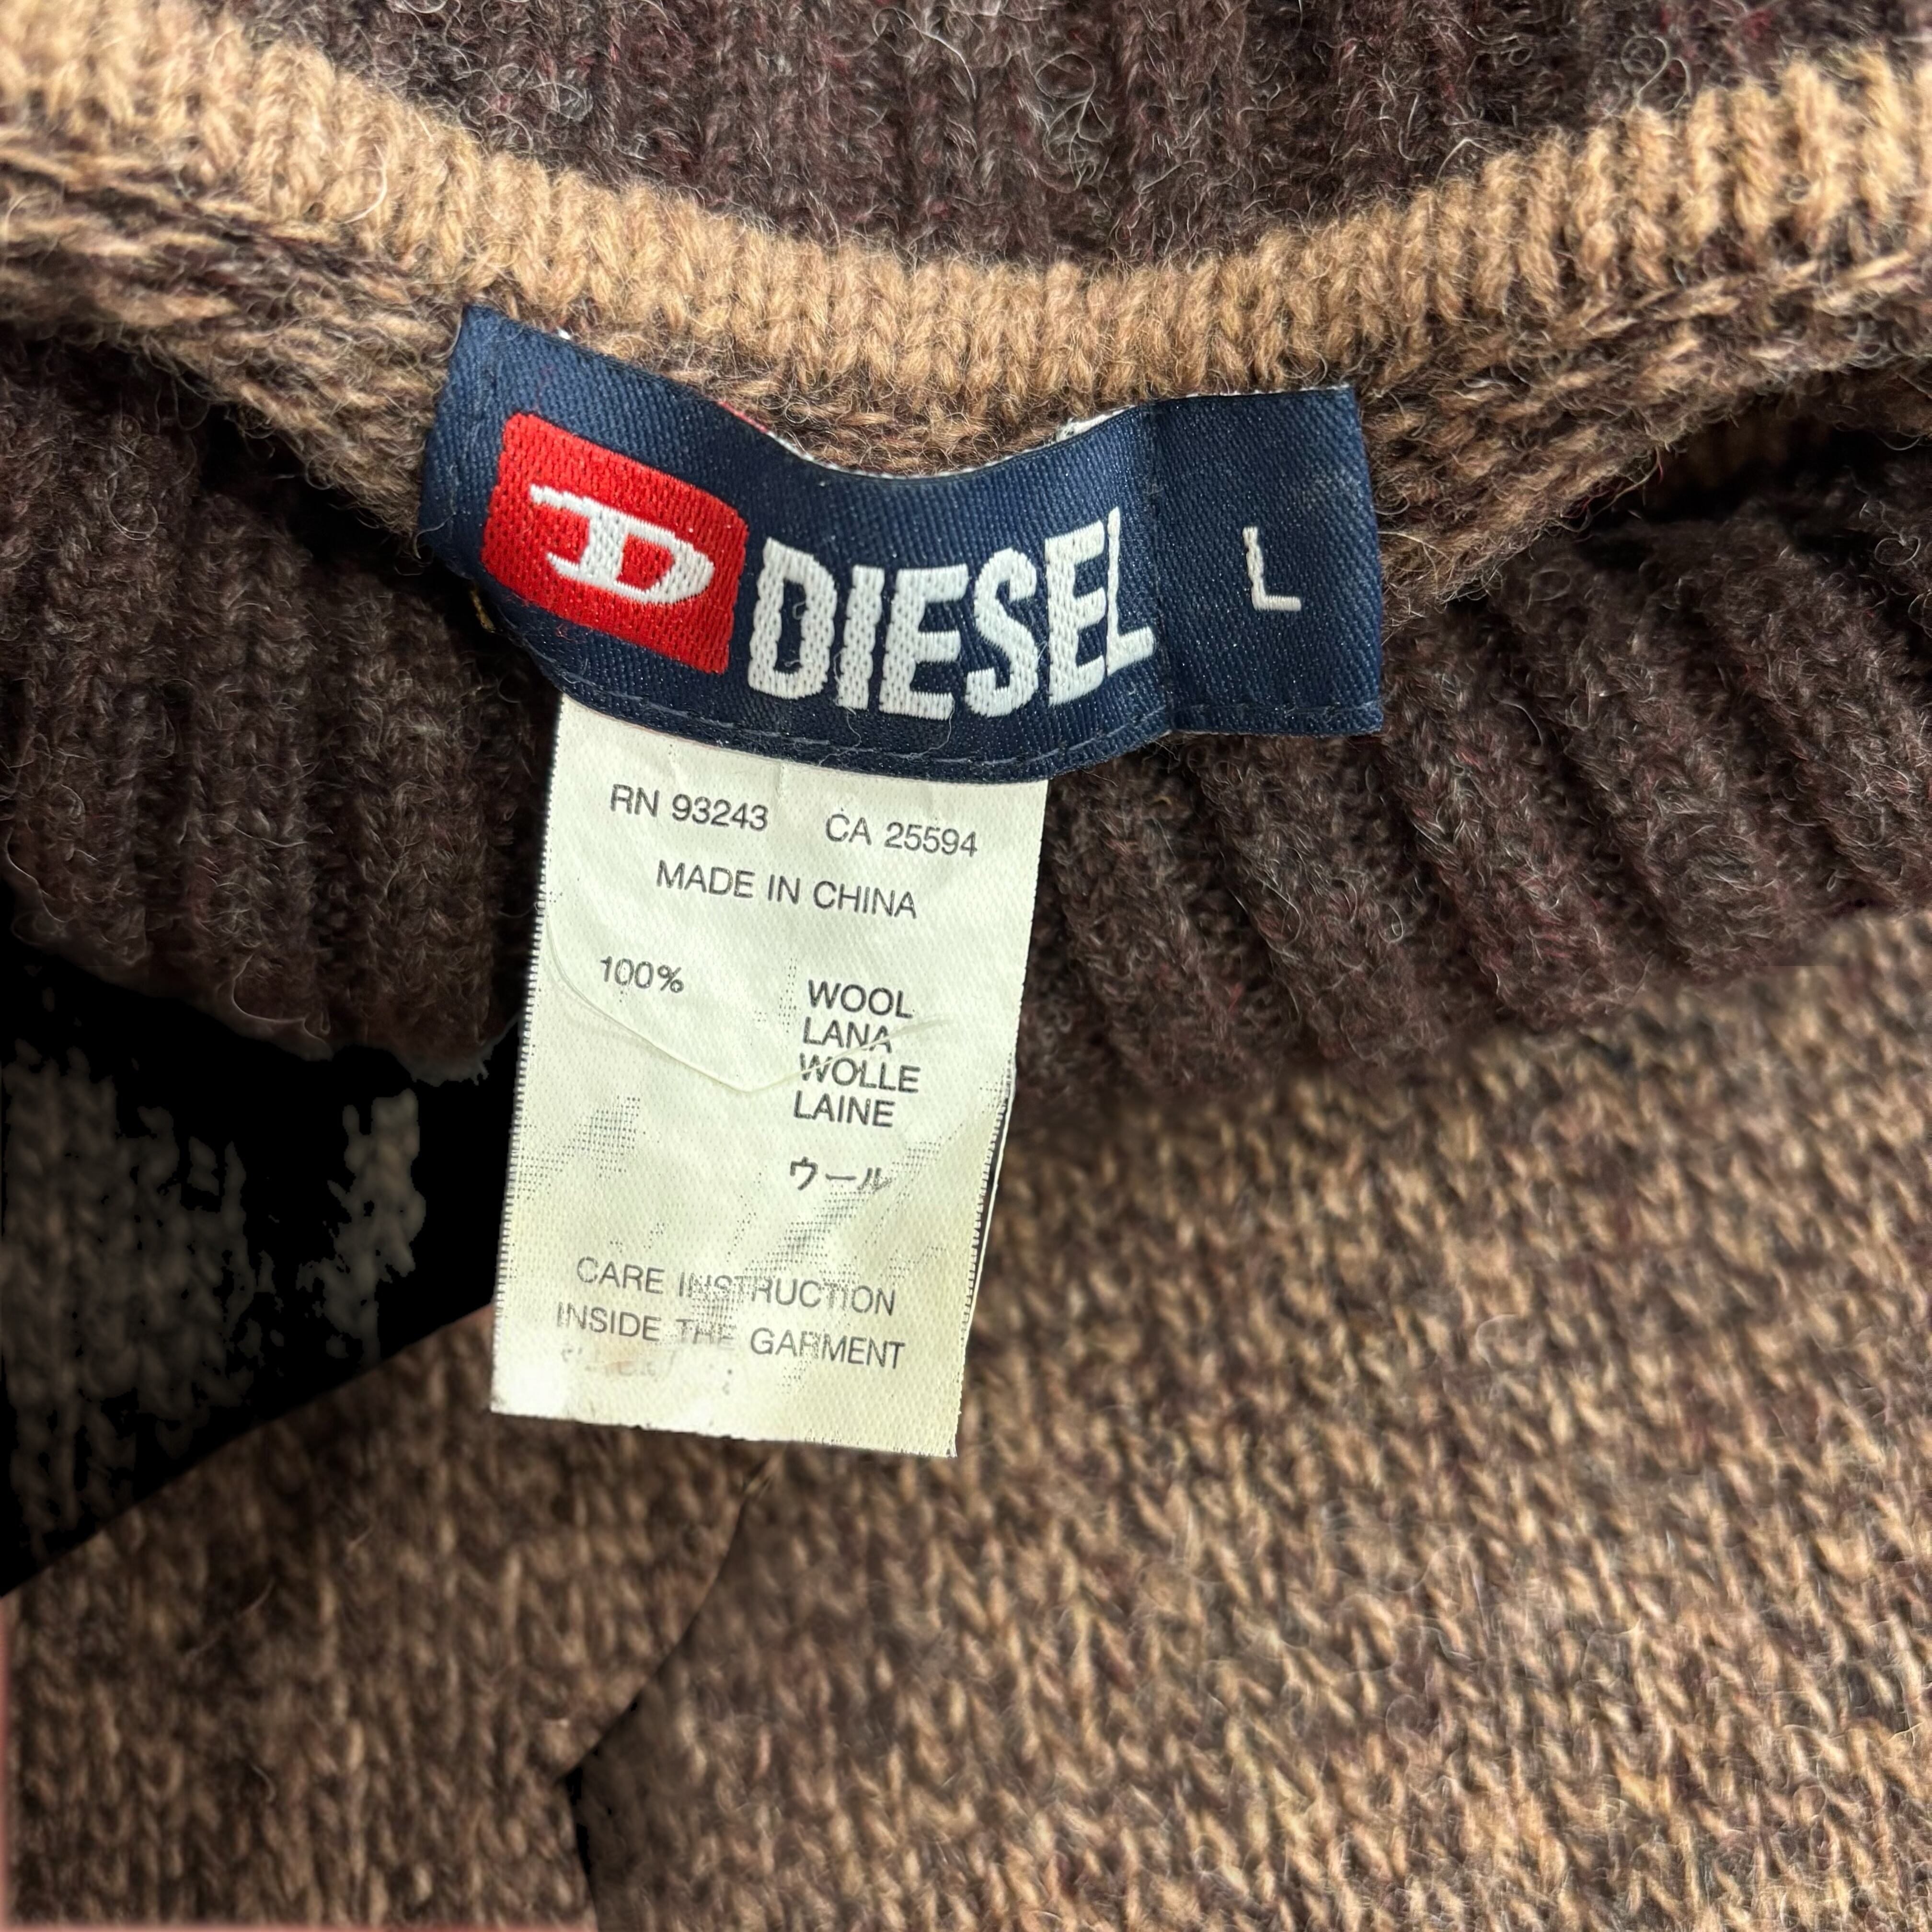 D DIESEL L
RN 93243 CA 25594
MADE IN CHINA
100% WOOL
LANA
WOLLE
LAINE
ウール
CARE INSTRUCTION
INSIDE THE GARMENT